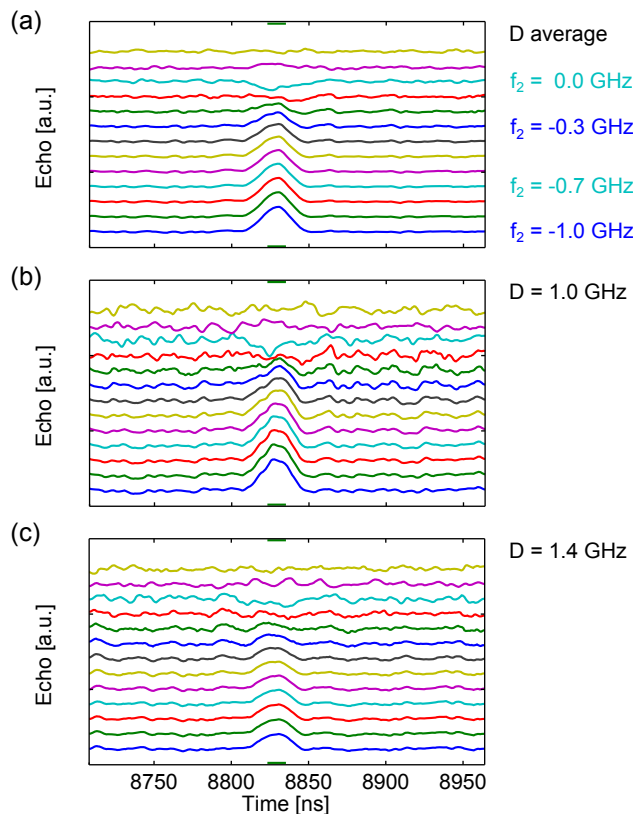 (a)
D average
f₂ = 0.0 GHz
f₂ = -0.3 GHz
f₂ = -0.7 GHz
f₂ = -1.0 GHz
Echo [a.u.]
(b)
D = 1.0 GHz
Echo [a.u.]
(c)
D = 1.4 GHz
Echo [a.u.]
8750 8800 8850 8900 8950
Time [ns]